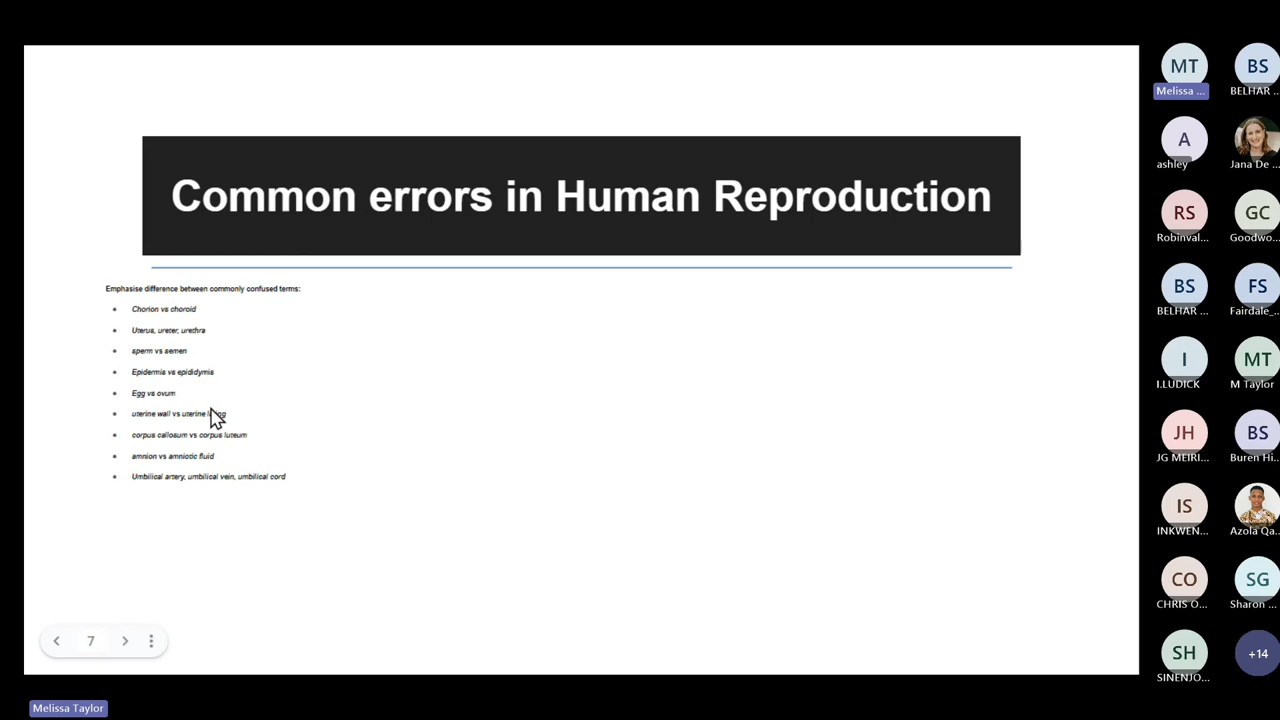 Common errors in Human Reproduction
Emphasise difference between commonly confused terms:
Chorion vs choroid
Uterus, ureter, urethra
sperm vs semen
Epidermis vs epididymis
Egg vs ovum
uterine wall vs uterine
corpus callosum vs corpus luteum
amnion vs amniotic fluid
Umbilical artery, umbilical vein, umbilical cord
7
Melissa Taylor
MT
Melissa ...
BS
BELHAR ...
A
ashley
Jana De ...
RS
Robinval...
GC
Goodwo...
BS
BELHAR ...
FS
Fairdale_...
I
I.LUDICK
MT
M Taylor
JH
JG MEIRI...
BS
Buren Hi...
IS
INKWEN...
Azola Qa...
CO
CHRIS O...
SG
Sharon ...
SH
SINENJO...
+14